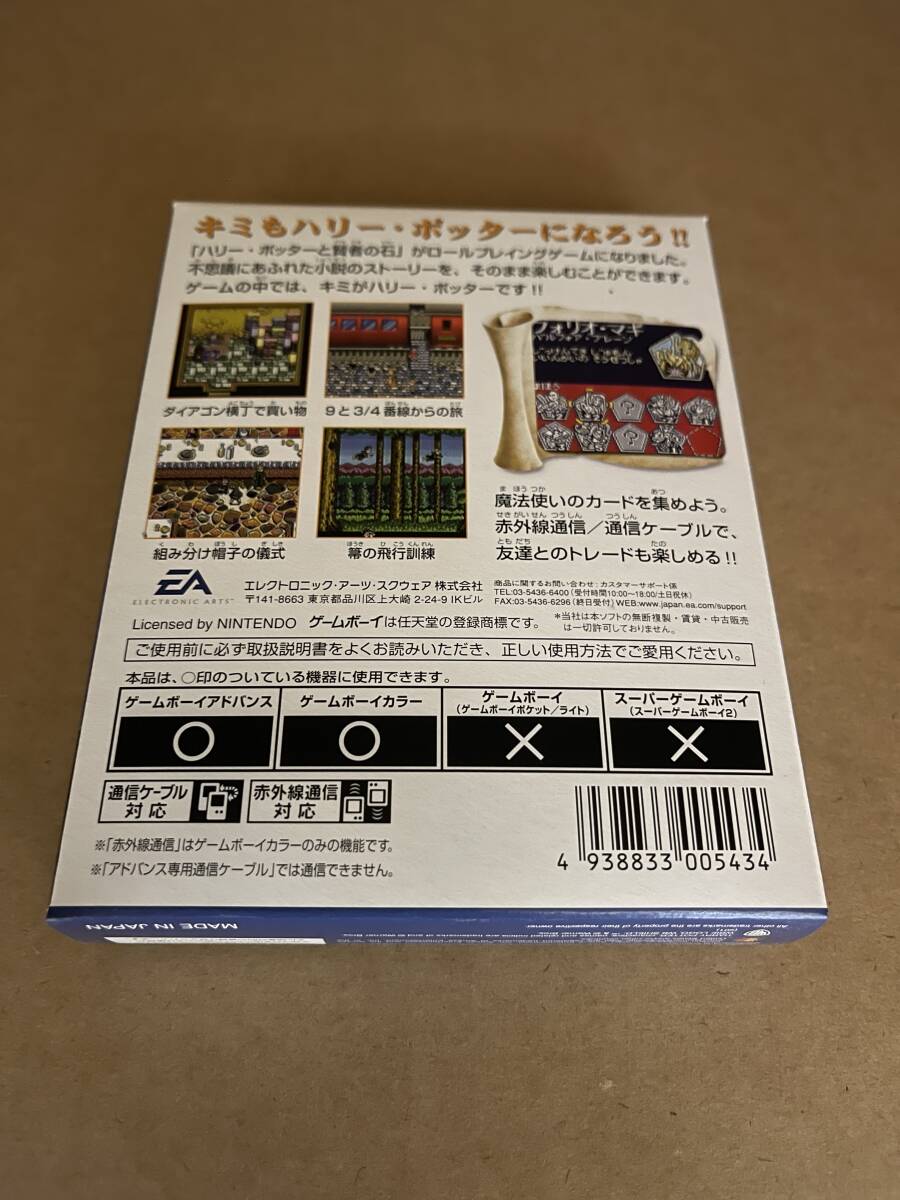 キミもハリー・ポッターになろう!!
「ハリー・ポッターと賢者の石」がロールプレイングゲームになりました。
不思議にあふれた小説のストーリーを、そのまま楽しむことができます。
ゲームの中では、キミがハリー・ポッターです!!
ダイアゴン横丁で買い物
9と3/4番線からの旅
組み分け帽子の儀式
箒の飛行訓練
フォリオ・マギ
魔法使いのカードを集めよう。
赤外線通信/通信ケーブルで、
友達とのトレードも楽しめる!!
EA
ELECTRONIC ARTS™
エレクトロニック・アーツ・スクウェア 株式会社
〒141-8663 東京都品川区上大崎 2-24-9 IKビル
商品に関するお問い合わせ:カスタマーサポート係
TEL:03-5436-6400(受付時間10:00~18:00/土日祝休)
FAX:03-5436-6296(終日受付) WEB:www.japan.ea.com/support
Licensed by NINTENDO ゲームボーイは任天堂の登録商標です。
*当社は本ソフトの無断複製・賃貸・中古販売
は一切許可しておりません。
ご使用前に必ず取扱説明書をよくお読みいただき、正しい使用方法でご愛用ください。
本品は、○印のついている機器に使用できます。
ゲームボーイアドバンス
ゲームボーイカラー
ゲームボーイ
(ゲームボーイポケット/ライト)
スーパーゲームボーイ
(スーパーゲームボーイ2)
○
○
×
×
通信ケーブル
対応
赤外線通信
対応
※「赤外線通信」はゲームボーイカラーのみの機能です。
※「アドバンス専用通信ケーブル」では通信できません。
4 938833 005434
MADE IN JAPAN
All other trademarks are the property of their respective owner